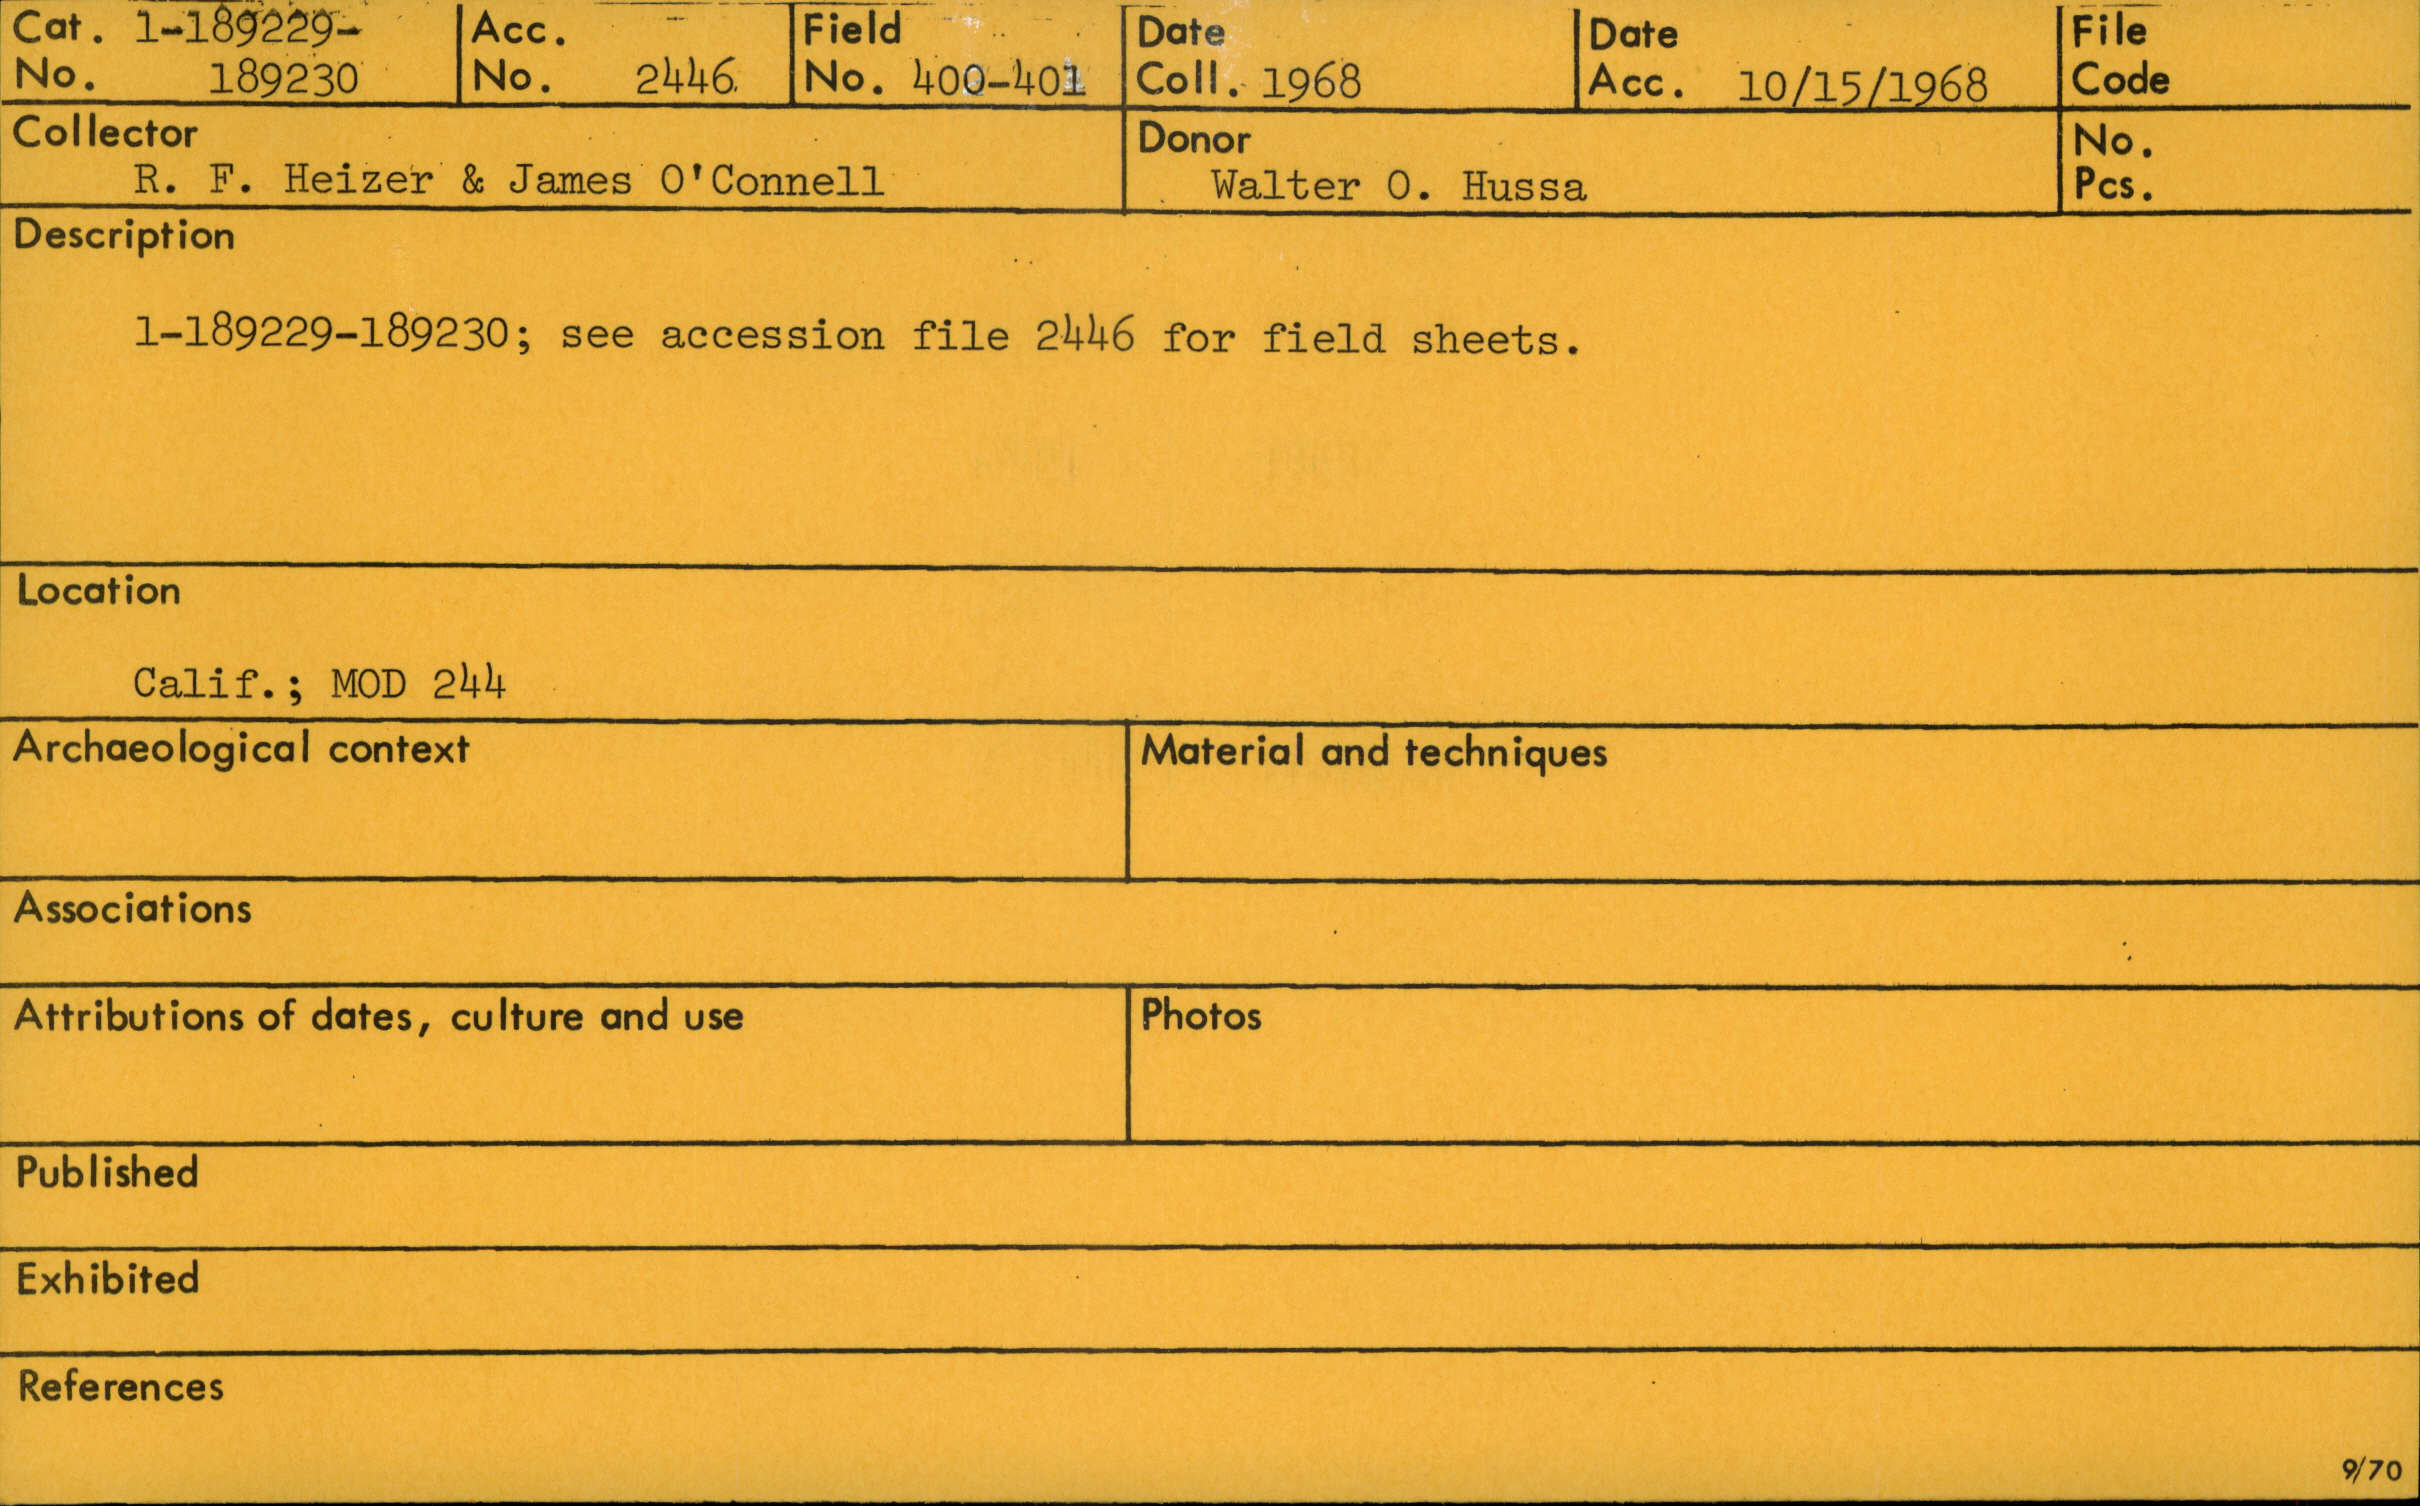 Cat. 1-189229-
No. 189230
Acc.
No. 2446
Field
No. 400-401
Date
Coll. 1968
Date
Acc. 10/15/1968
File
Code
Collector
R. F. Heizer & James O'Connell
Donor
Walter O. Hussa
No.
Pcs.
Description
1-189229-189230; see accession file 2446 for field sheets.
Location
Calif.; MOD 244
Archaeological context
Material and techniques
Associations
Attributions of dates, culture and use
Photos
Published
Exhibited
References
9/70